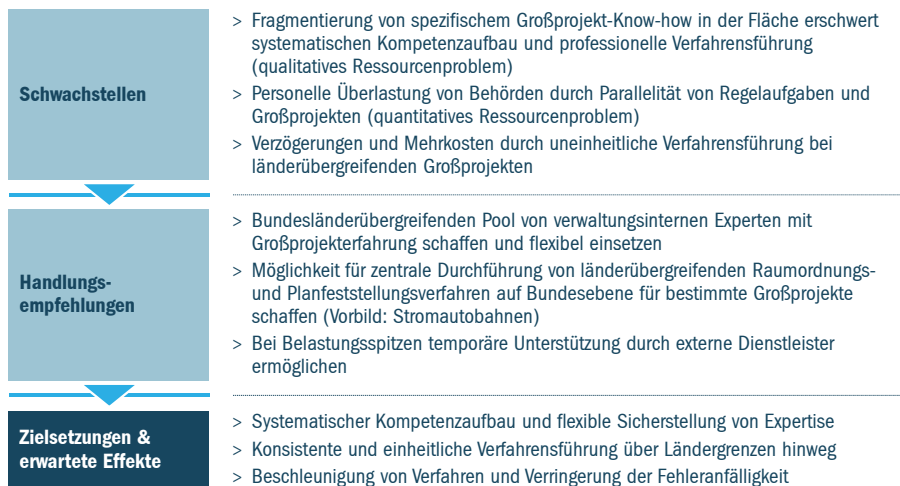 Schwachstellen
> Fragmentierung von spezifischem Großprojekt-Know-how in der Fläche erschwert
systematischen Kompetenzaufbau und professionelle Verfahrensführung
(qualitatives Ressourcenproblem)
> Personelle Überlastung von Behörden durch Parallelität von Regelaufgaben und
Großprojekten (quantitatives Ressourcenproblem)
> Verzögerungen und Mehrkosten durch uneinheitliche Verfahrensführung bei
länderübergreifenden Großprojekten
Handlungs-
empfehlungen
> Bundesländerübergreifenden Pool von verwaltungsinternen Experten mit
Großprojekterfahrung schaffen und flexibel einsetzen
> Möglichkeit für zentrale Durchführung von länderübergreifenden Raumordnungs-
und Planfeststellungsverfahren auf Bundesebene für bestimmte Großprojekte
schaffen (Vorbild: Stromautobahnen)
> Bei Belastungsspitzen temporäre Unterstützung durch externe Dienstleister
ermöglichen
Zielsetzungen &
erwartete Effekte
> Systematischer Kompetenzaufbau und flexible Sicherstellung von Expertise
> Konsistente und einheitliche Verfahrensführung über Ländergrenzen hinweg
> Beschleunigung von Verfahren und Verringerung der Fehleranfälligkeit